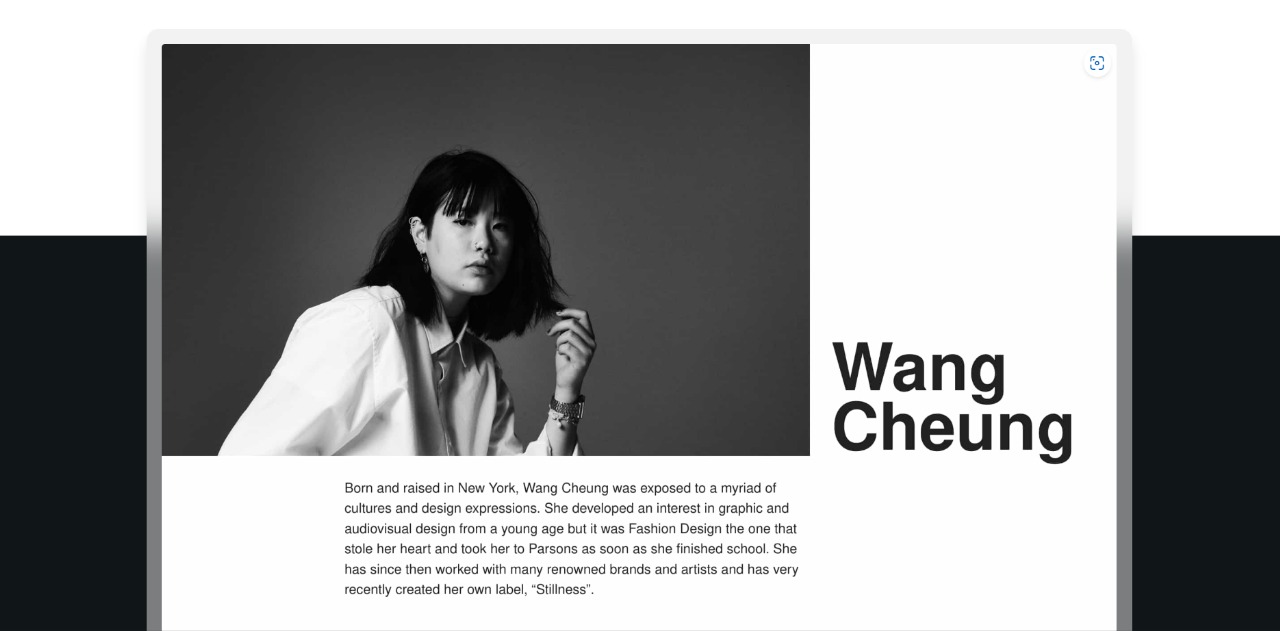 Wang
Cheung
Born and raised in New York, Wang Cheung was exposed to a myriad of
cultures and design expressions. She developed an interest in graphic and
audiovisual design from a young age but it was Fashion Design the one that
stole her heart and took her to Parsons as soon as she finished school. She
has since then worked with many renowned brands and artists and has very
recently created her own label, “Stillness”.